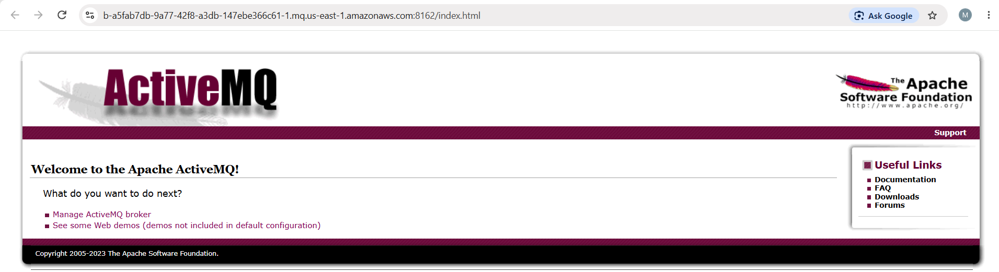 b-a5fab7db-9a77-42f8-a3db-147ebe366c61-1.mq.us-east-1.amazonaws.com:8162/index.html
Ask Google
M
ActiveMQ
The Apache
Software Foundation
http://www.apache.org/
Support
Welcome to the Apache ActiveMQ!
What do you want to do next?
Manage ActiveMQ broker
See some Web demos (demos not included in default configuration)
Useful Links
Documentation
FAQ
Downloads
Forums
Copyright 2005-2023 The Apache Software Foundation.